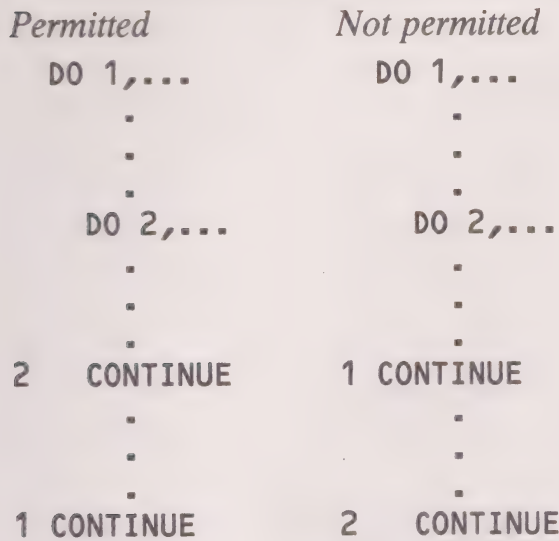 Permitted Not permitted
DO 1,... DO 1,...
. .
. .
. .
DO 2,... DO 2,...
. .
. .
. .
2 CONTINUE 1 CONTINUE
. .
. .
. .
1 CONTINUE 2 CONTINUE